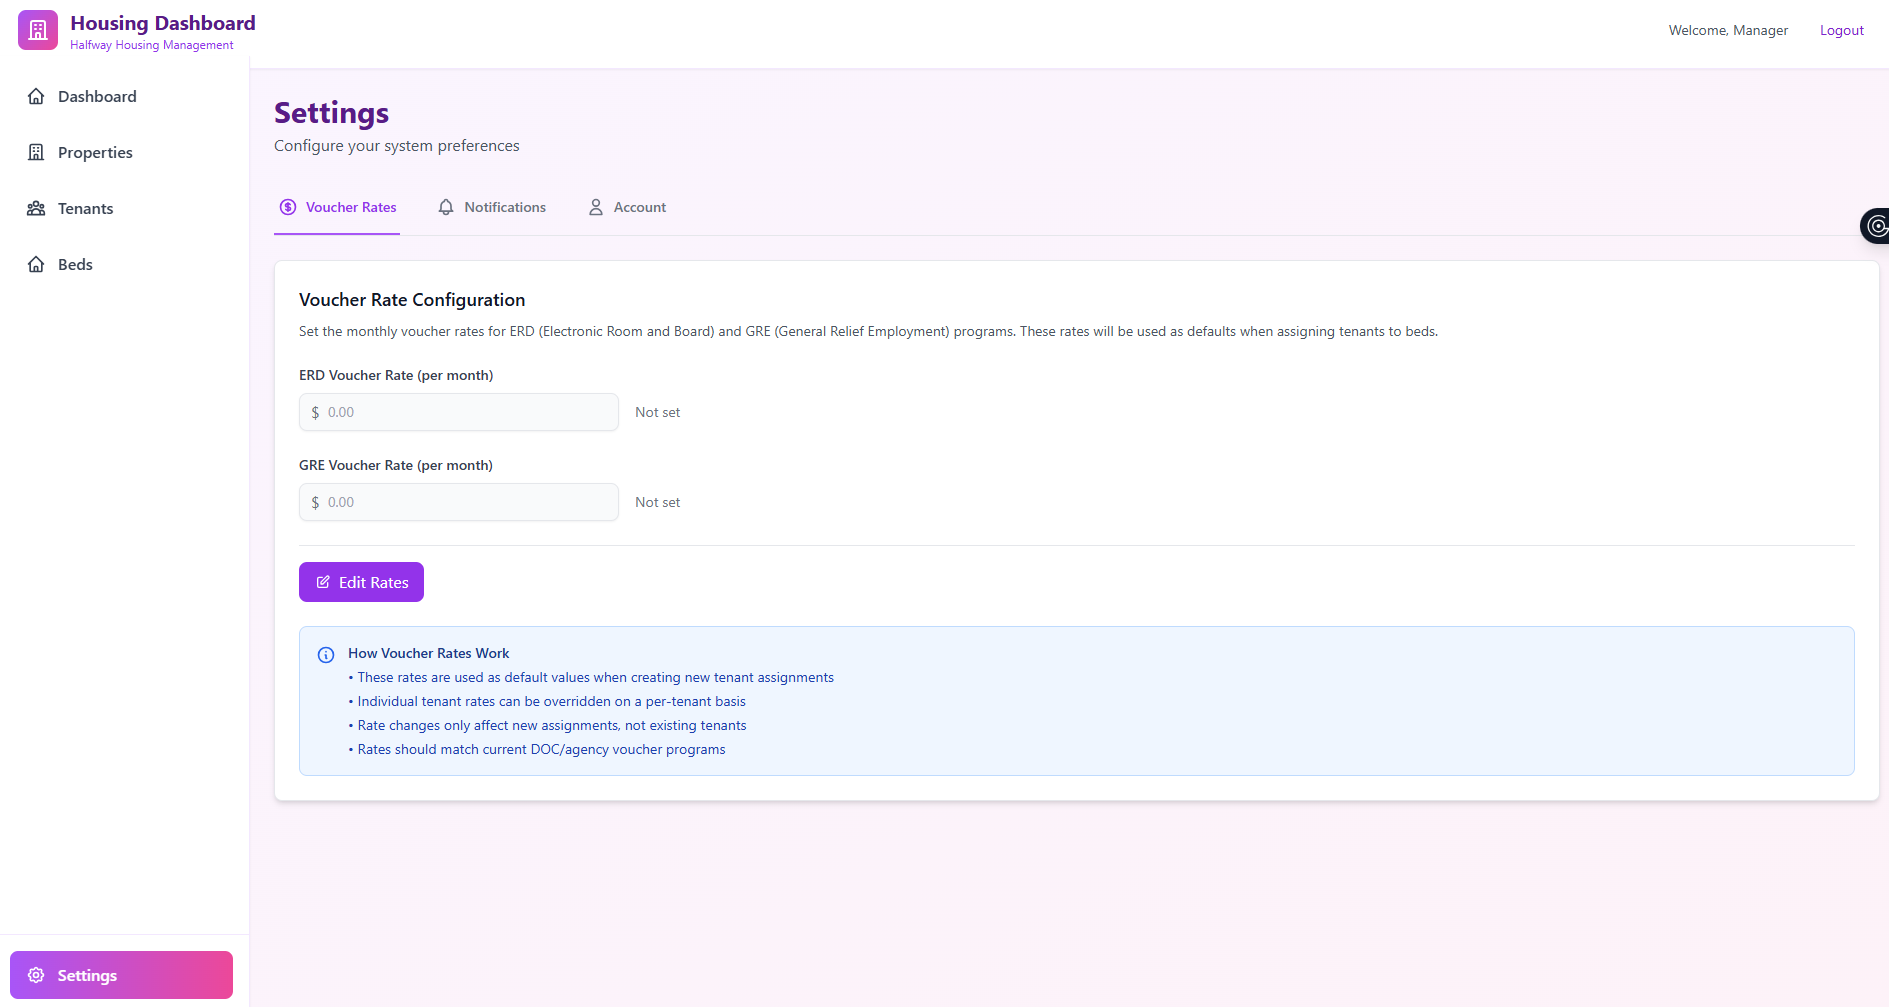 Housing Dashboard
Halfway Housing Management
Welcome, Manager
Logout
Dashboard
Properties
Tenants
Beds
Settings
Settings
Configure your system preferences
Voucher Rates
Notifications
Account
Voucher Rate Configuration
Set the monthly voucher rates for ERD (Electronic Room and Board) and GRE (General Relief Employment) programs. These rates will be used as defaults when assigning tenants to beds.
ERD Voucher Rate (per month)
$ 0.00
Not set
GRE Voucher Rate (per month)
$ 0.00
Not set
Edit Rates
How Voucher Rates Work
• These rates are used as default values when creating new tenant assignments
• Individual tenant rates can be overridden on a per-tenant basis
• Rate changes only affect new assignments, not existing tenants
• Rates should match current DOC/agency voucher programs